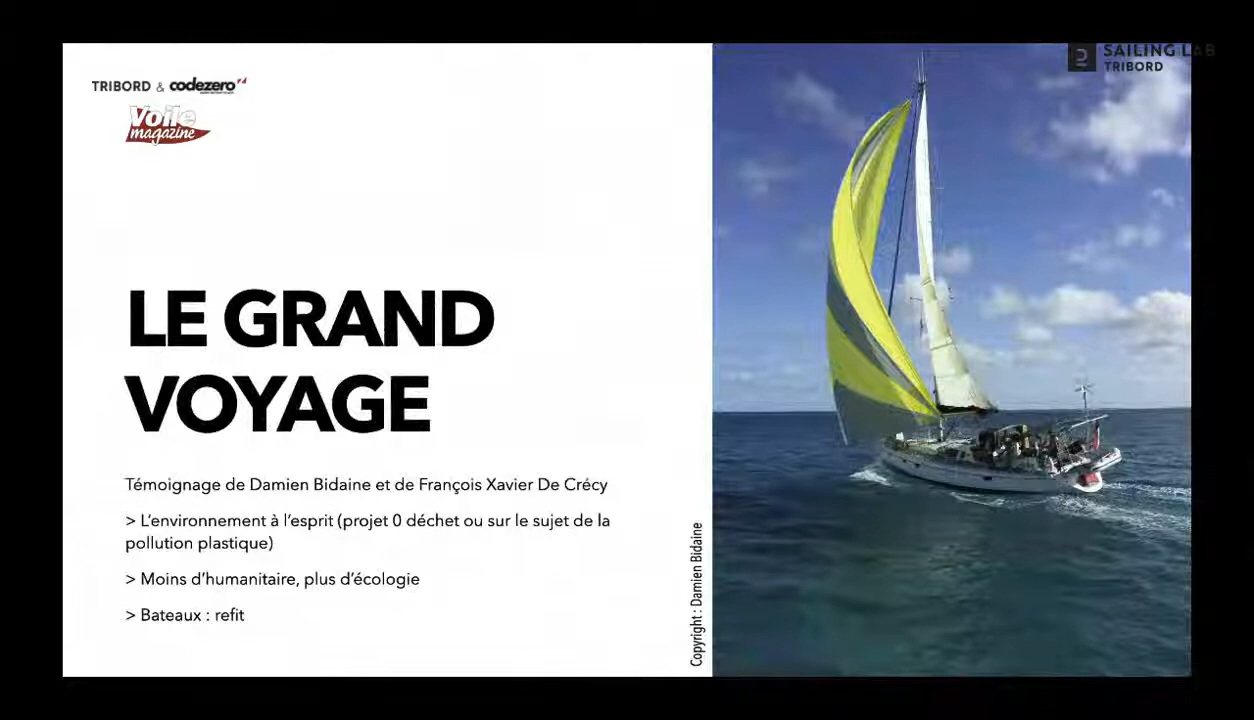 TRIBORD & codezero
Voile
magazine
SAILING LAB
TRIBORD
LE GRAND
VOYAGE
Témoignage de Damien Bidaine et de François Xavier De Crécy
> L'environnement à l'esprit (projet 0 déchet ou sur le sujet de la
pollution plastique)
> Moins d'humanitaire, plus d'écologie
> Bateaux : refit
Copyright : Damien Bidaine